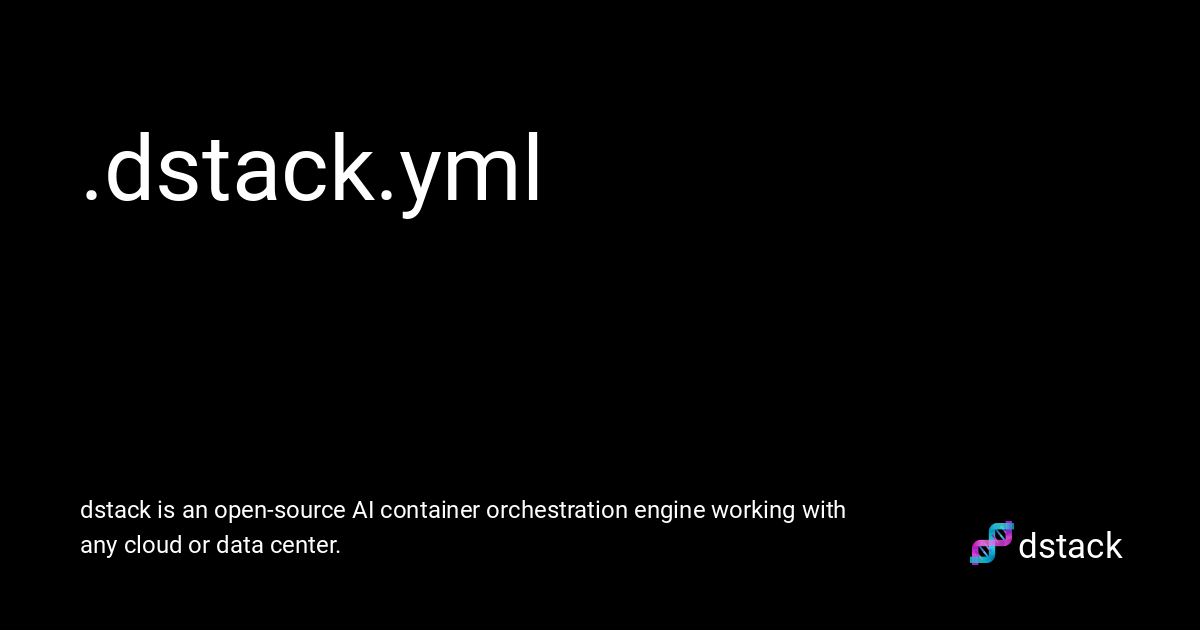 .dstack.yml
dstack is an open-source AI container orchestration engine working with
any cloud or data center.
dstack